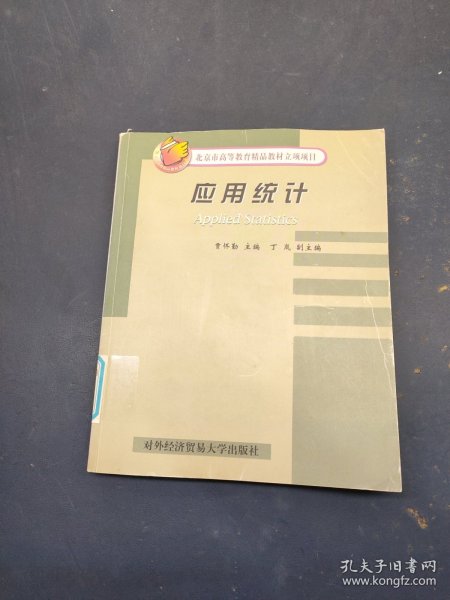 北京市高等教育精品教材立项项目
应用统计
Applied Statistics
曹怀勤 主编 丁岚 副主编
对外经济贸易大学出版社
孔夫子旧书网
www.kongfz.com